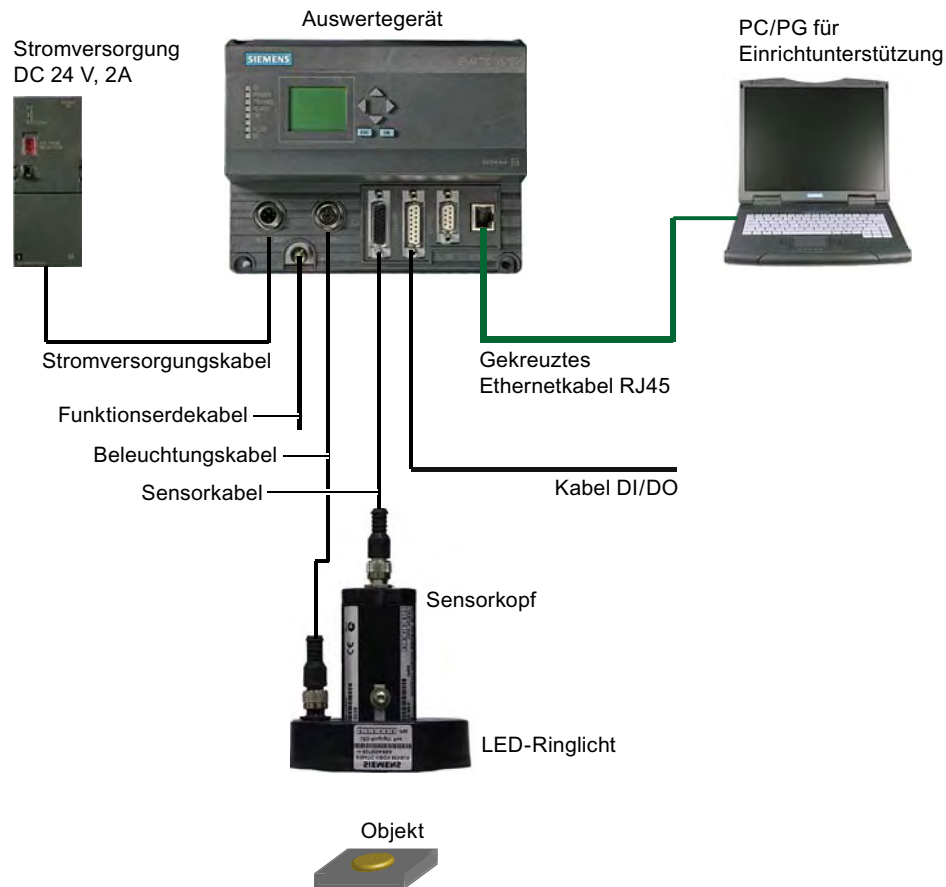 Auswertegerät
Stromversorgung
DC 24 V, 2A
PC/PG für
Einrichtunterstützung
SIEMENS
Stromversorgungskabel
Gekreuztes
Ethernetkabel RJ45
Funktionserdekabel
Beleuchtungskabel
Sensorkabel
Kabel DI/DO
Sensorkopf
LED-Ringlicht
SIEMENS
Objekt